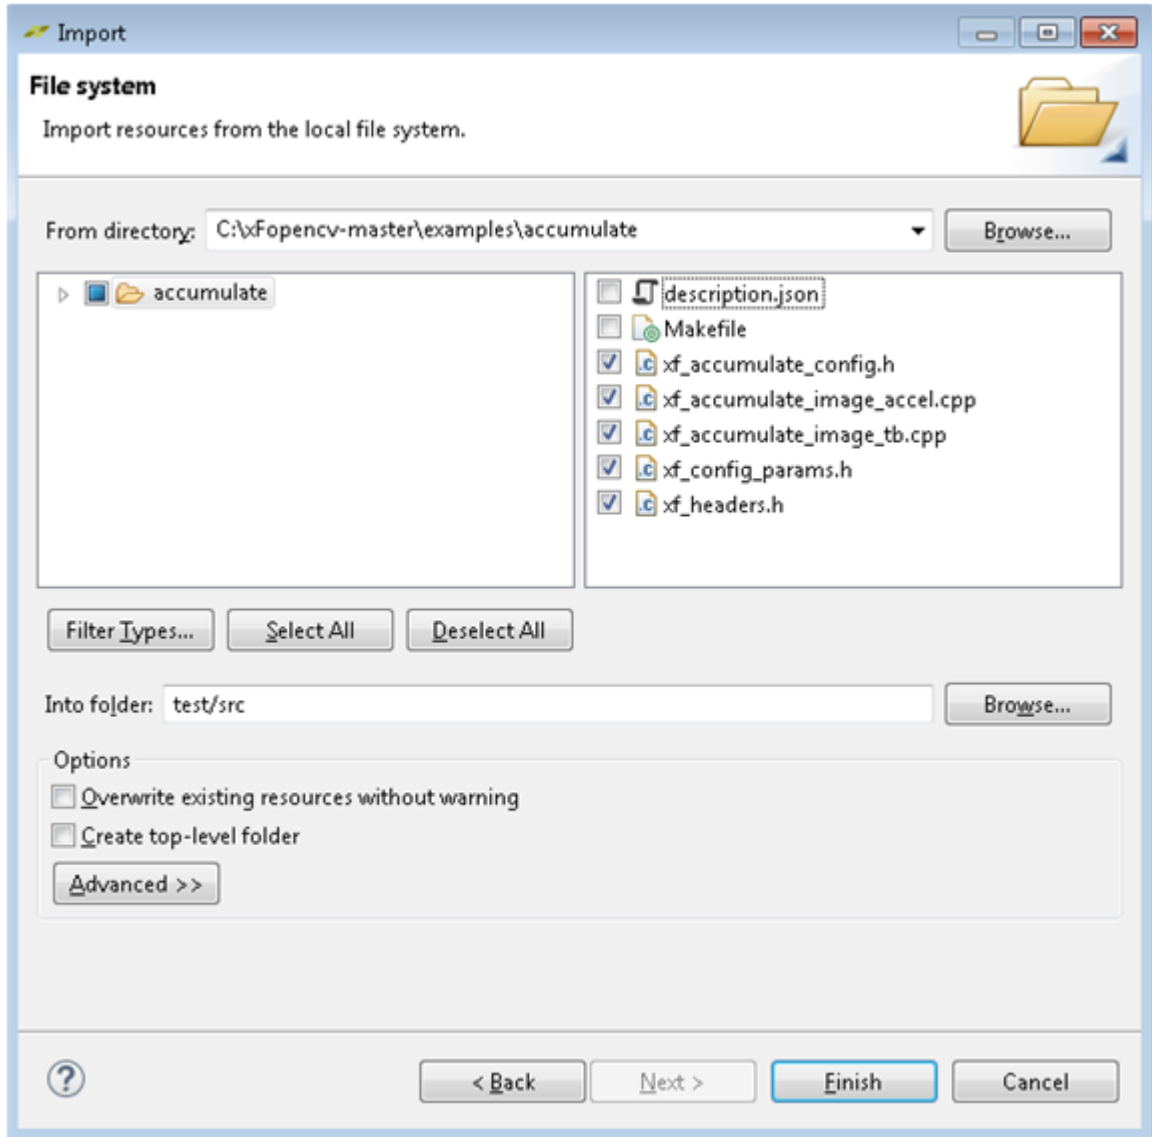 Import
File system
Import resources from the local file system.
From directory: C:\xFopencv-master\examples\accumulate Browse...
accumulate
description.json
Makefile
xf_accumulate_config.h
xf_accumulate_image_accel.cpp
xf_accumulate_image_tb.cpp
xf_config_params.h
xf_headers.h
Filter Types... Select All Deselect All
Into folder: test/src Browse...
Options
Overwrite existing resources without warning
Create top-level folder
Advanced >>
? < Back Next > Finish Cancel